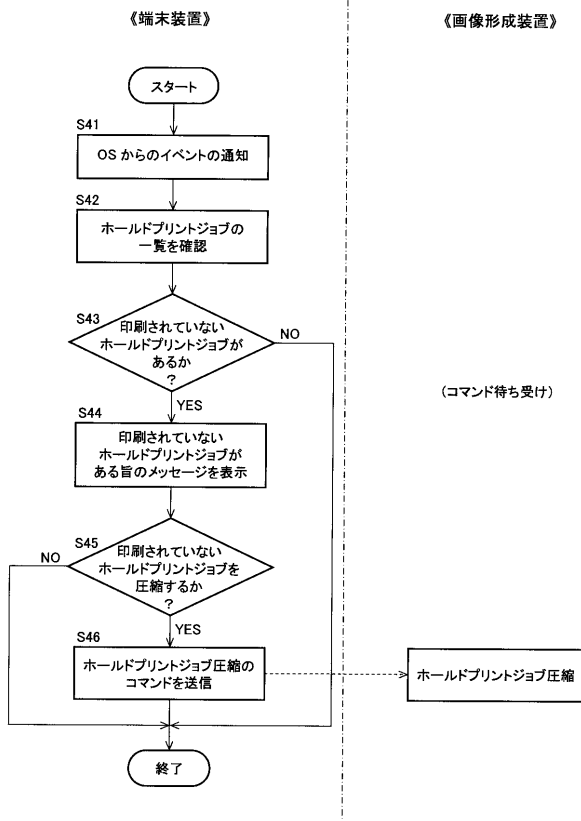 《端末装置》
《画像形成装置》
スタート
S41
OS からのイベントの通知
S42
ホールドプリントジョブの
一覧を確認
S43
印刷されていない
ホールドプリントジョブが
あるか
?
NO
YES
(コマンド待ち受け)
S44
印刷されていない
ホールドプリントジョブが
ある旨のメッセージを表示
S45
印刷されていない
ホールドプリントジョブを
圧縮するか
?
NO
YES
S46
ホールドプリントジョブ圧縮の
コマンドを送信
ホールドプリントジョブ圧縮
終了